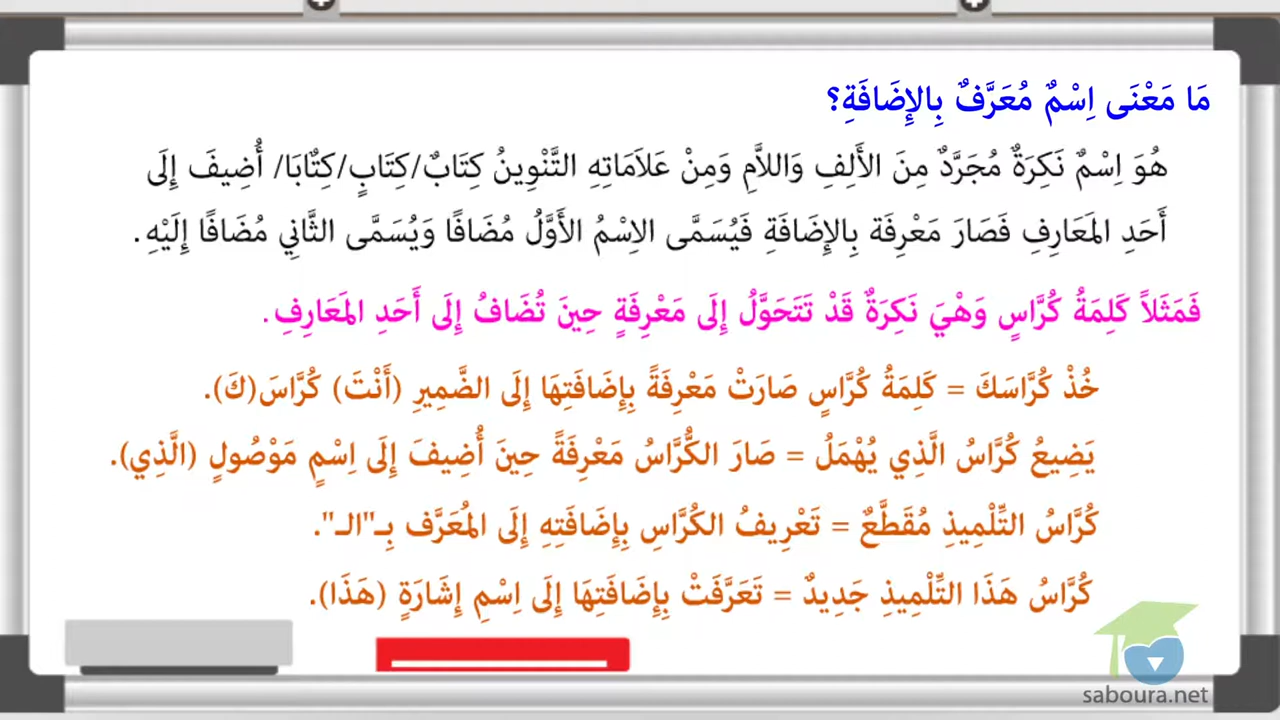 مَا مَعْنَى اِسْمٌ مُعَرَّفٌ بِالإِضَافَةِ؟
هُوَ اِسْمٌ نَكِرَةٌ مُجَرَّدٌ مِنَ الأَلِفِ وَاللاَّمِ وَمِنْ عَلاَمَاتِهِ التَّنْوِينُ كِتَابٌ/كِتَابٍ/كِتٌابَا/ أُضِيفَ إِلَى
أَحَدِ المَعَارِفِ فَصَارَ مَعْرِفَة بِالإِضَافَةِ فَيُسَمَّى الاِسْمُ الأَوَّلُ مُضَافًا وَيُسَمَّى الثَّانِي مُضَافًا إِلَيْهِ.
فَمَثَلاً كَلِمَةُ كُرَّاسٍ وَهْيَ نَكِرَةٌ قَدْ تَتَحَوَّلُ إِلَى مَعْرِفَةٍ حِينَ تُضَافُ إِلَى أَحَدِ المَعَارِفِ.
خُذْ كُرَّاسَكَ = كَلِمَةُ كُرَّاسٍ صَارَتْ مَعْرِفَةً بِإِضَافَتِهَا إِلَى الضَّمِيرِ (أَنْتَ) كُرَّاسَ(كَ).
يَضِيعُ كُرَّاسُ الَّذِي يُهْمَلُ = صَارَ الكُّرَّاسُ مَعْرِفَةً حِينَ أُضِيفَ إِلَى اِسْمٍ مَوْصُولٍ (الَّذِي).
كُرَّاسُ التِّلْمِيذِ مُقَطَّعٌ = تَعْرِيفُ الكُرَّاسِ بِإِضَافَتِهِ إِلَى المُعَرَّف بِـ"الـ".
كُرَّاسُ هَذَا التِّلْمِيذِ جَدِيدٌ = تَعَرَّفَتْ بِإِضَافَتِهَا إِلَى اِسْمِ إِشَارَةٍ (هَذَا).
saboura.net